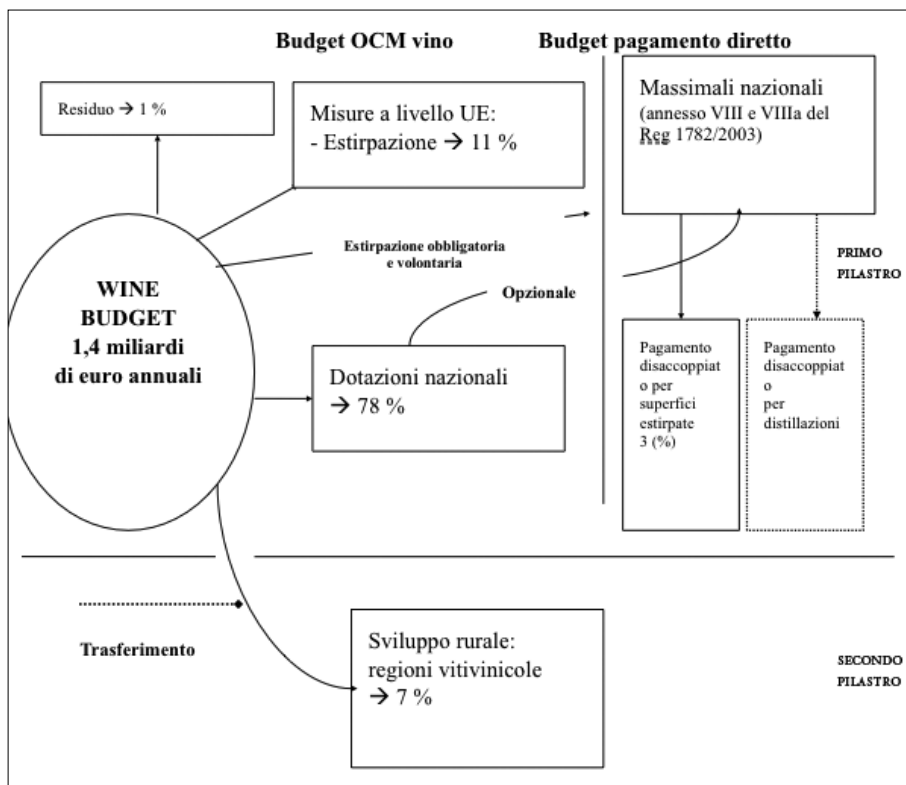 Budget OCM vino
Budget pagamento diretto
Residuo → 1 %
Misure a livello UE:
- Estirpazione → 11 %
Massimali nazionali
(annesso VIII e VIIIa del
Reg 1782/2003)
Estirpazione obbligatoria
e volontaria
PRIMO
PILASTRO
WINE
BUDGET
1,4 miliardi
di euro annuali
Opzionale
Dotazioni nazionali
→ 78 %
Pagamento
disaccoppiat
o per
superfici
estirpate
3 (%)
Pagamento
disaccoppiat
o
per
distillazioni
Trasferimento
Sviluppo rurale:
regioni vitivinicole
→ 7 %
SECONDO
PILASTRO